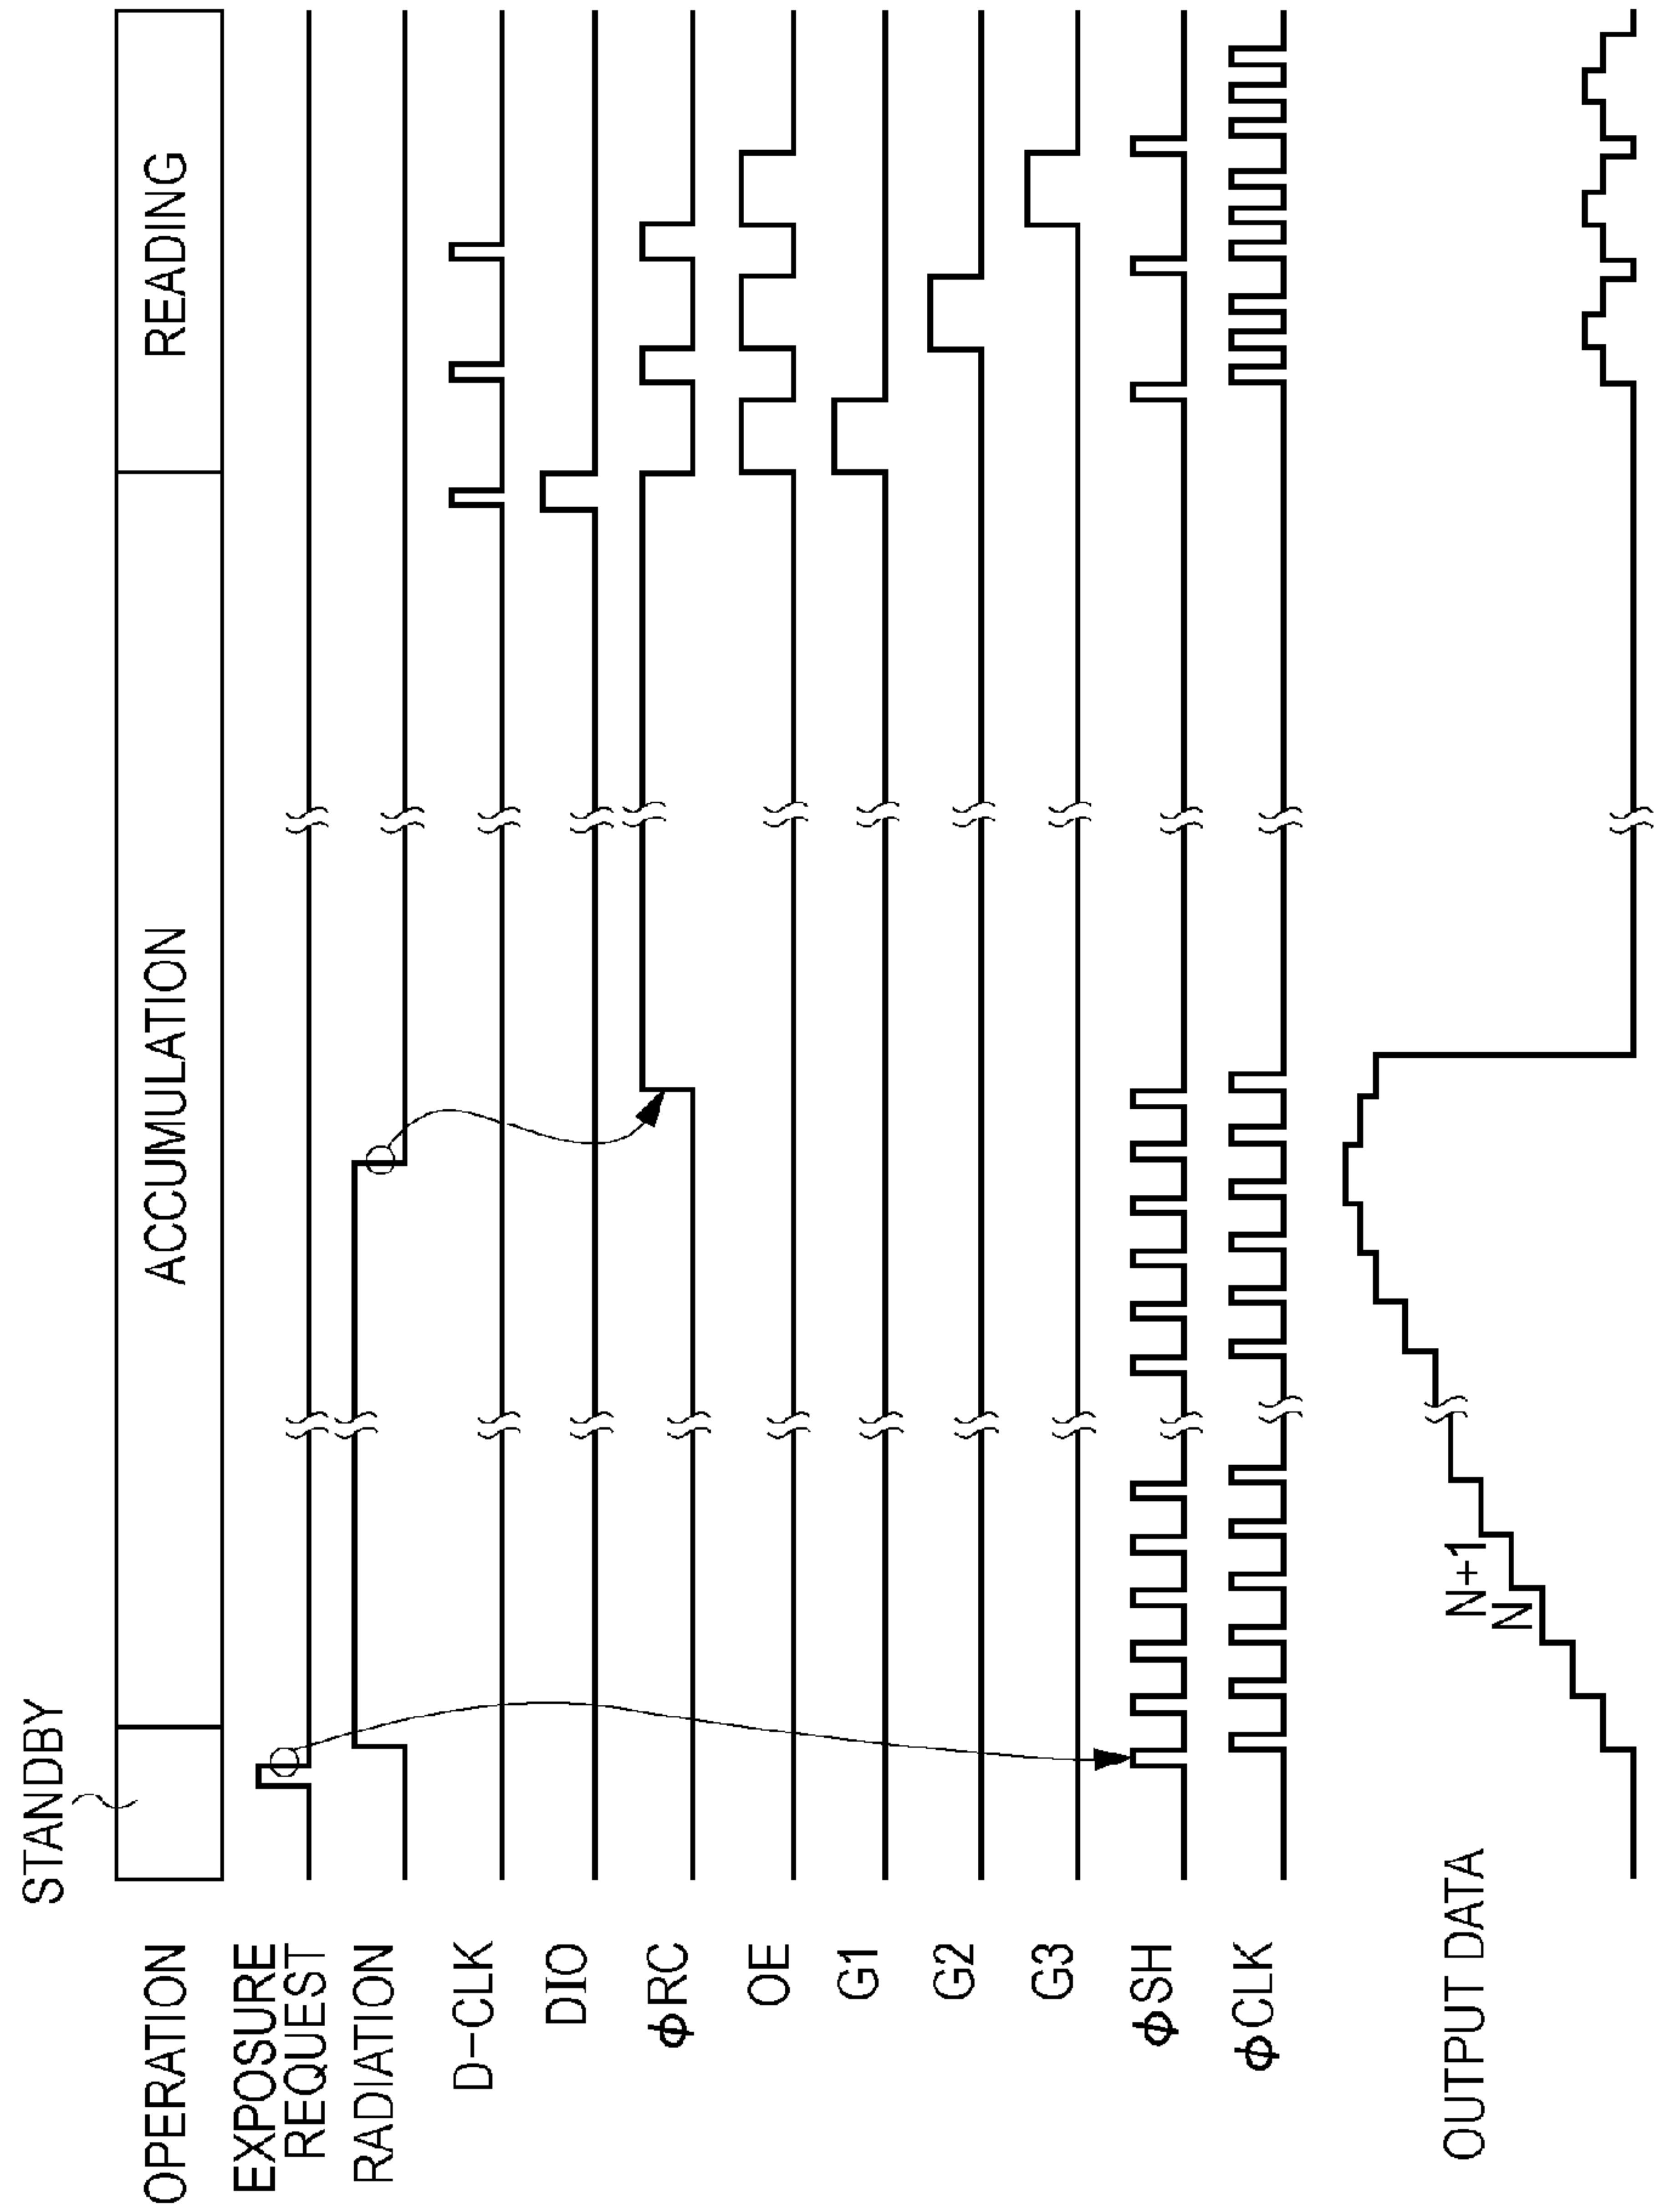 STANDBY
OPERATION
ACCUMULATION
READING
EXPOSURE
REQUEST
RADIATION
D-CLK
DIO
ϕRC
OE
G1
G2
G3
ϕSH
ϕCLK
N+1
N
OUTPUT DATA